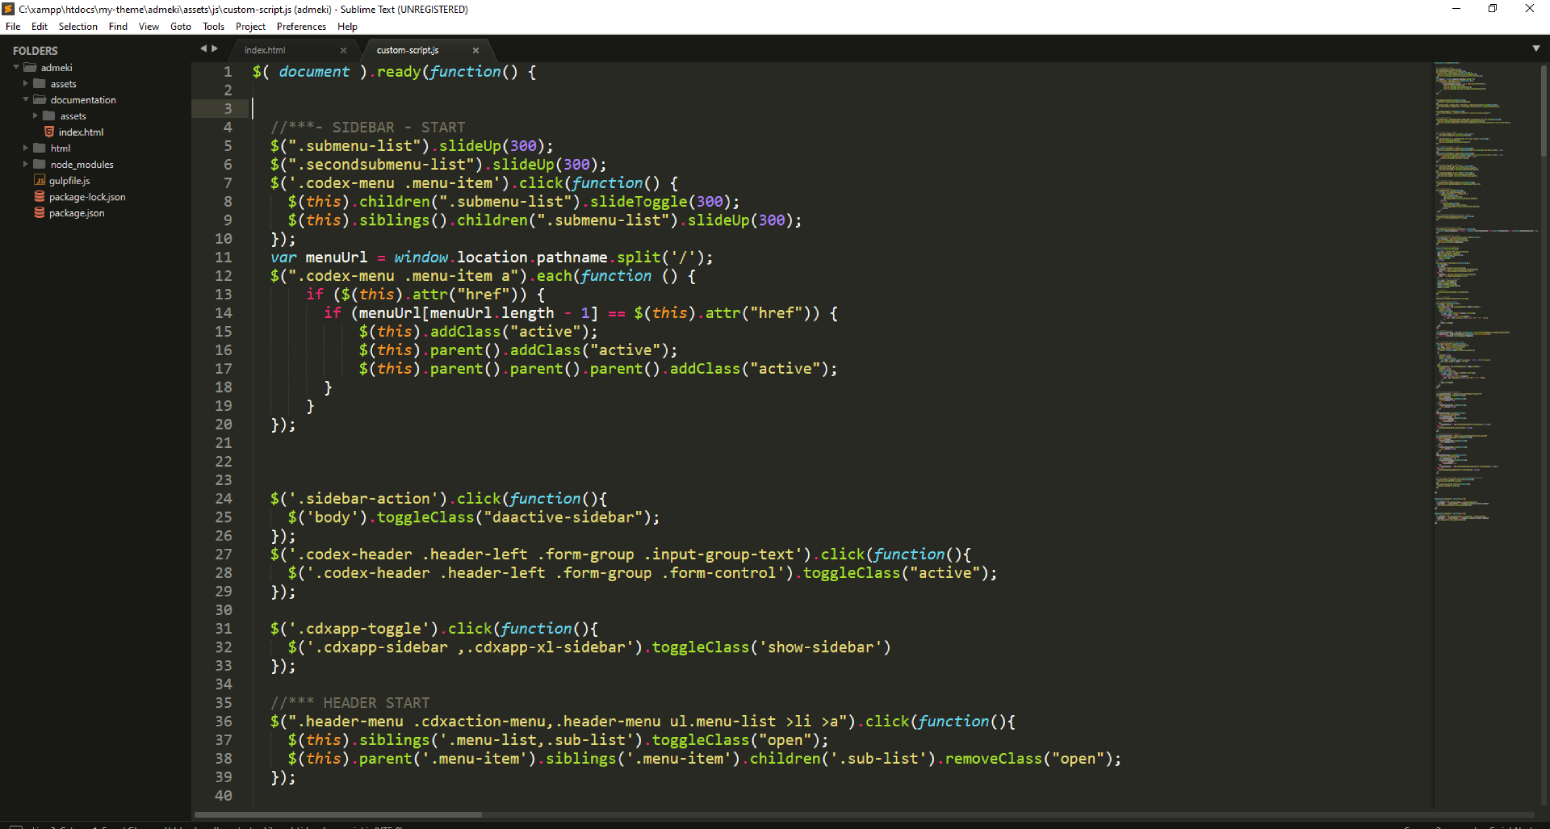 C:\xampp\htdocs\my-theme\admeki\assets\js\custom-script.js (admeki) - Sublime Text (UNREGISTERED)
File Edit Selection Find View Goto Tools Project Preferences Help
FOLDERS
admeki
assets
documentation
assets
index.html
html
node_modules
gulpfile.js
package-lock.json
package.json
index.html × custom-script.js ×
1 $( document ).ready(function() {
2
3
4 //***- SIDEBAR - START
5 $(".submenu-list").slideUp(300);
6 $(".secondsubmenu-list").slideUp(300);
7 $('.codex-menu .menu-item').click(function() {
8 $(this).children(".submenu-list").slideToggle(300);
9 $(this).siblings().children(".submenu-list").slideUp(300);
10 });
11 var menuUrl = window.location.pathname.split('/');
12 $(".codex-menu .menu-item a").each(function () {
13 if ($(this).attr("href")) {
14 if (menuUrl[menuUrl.length - 1] == $(this).attr("href")) {
15 $(this).addClass("active");
16 $(this).parent().addClass("active");
17 $(this).parent().parent().parent().addClass("active");
18 }
19 }
20 });
21
22
23
24 $('.sidebar-action').click(function(){
25 $('body').toggleClass("daactive-sidebar");
26 });
27 $('.codex-header .header-left .form-group .input-group-text').click(function(){
28 $('.codex-header .header-left .form-group .form-control').toggleClass("active");
29 });
30
31 $('.cdxapp-toggle').click(function(){
32 $('.cdxapp-sidebar ,.cdxapp-xl-sidebar').toggleClass('show-sidebar')
33 });
34
35 //*** HEADER START
36 $(".header-menu .cdxaction-menu,.header-menu ul.menu-list >li >a").click(function(){
37 $(this).siblings('.menu-list,.sub-list').toggleClass("open");
38 $(this).parent('.menu-item').siblings('.menu-item').children('.sub-list').removeClass("open");
39 });
40